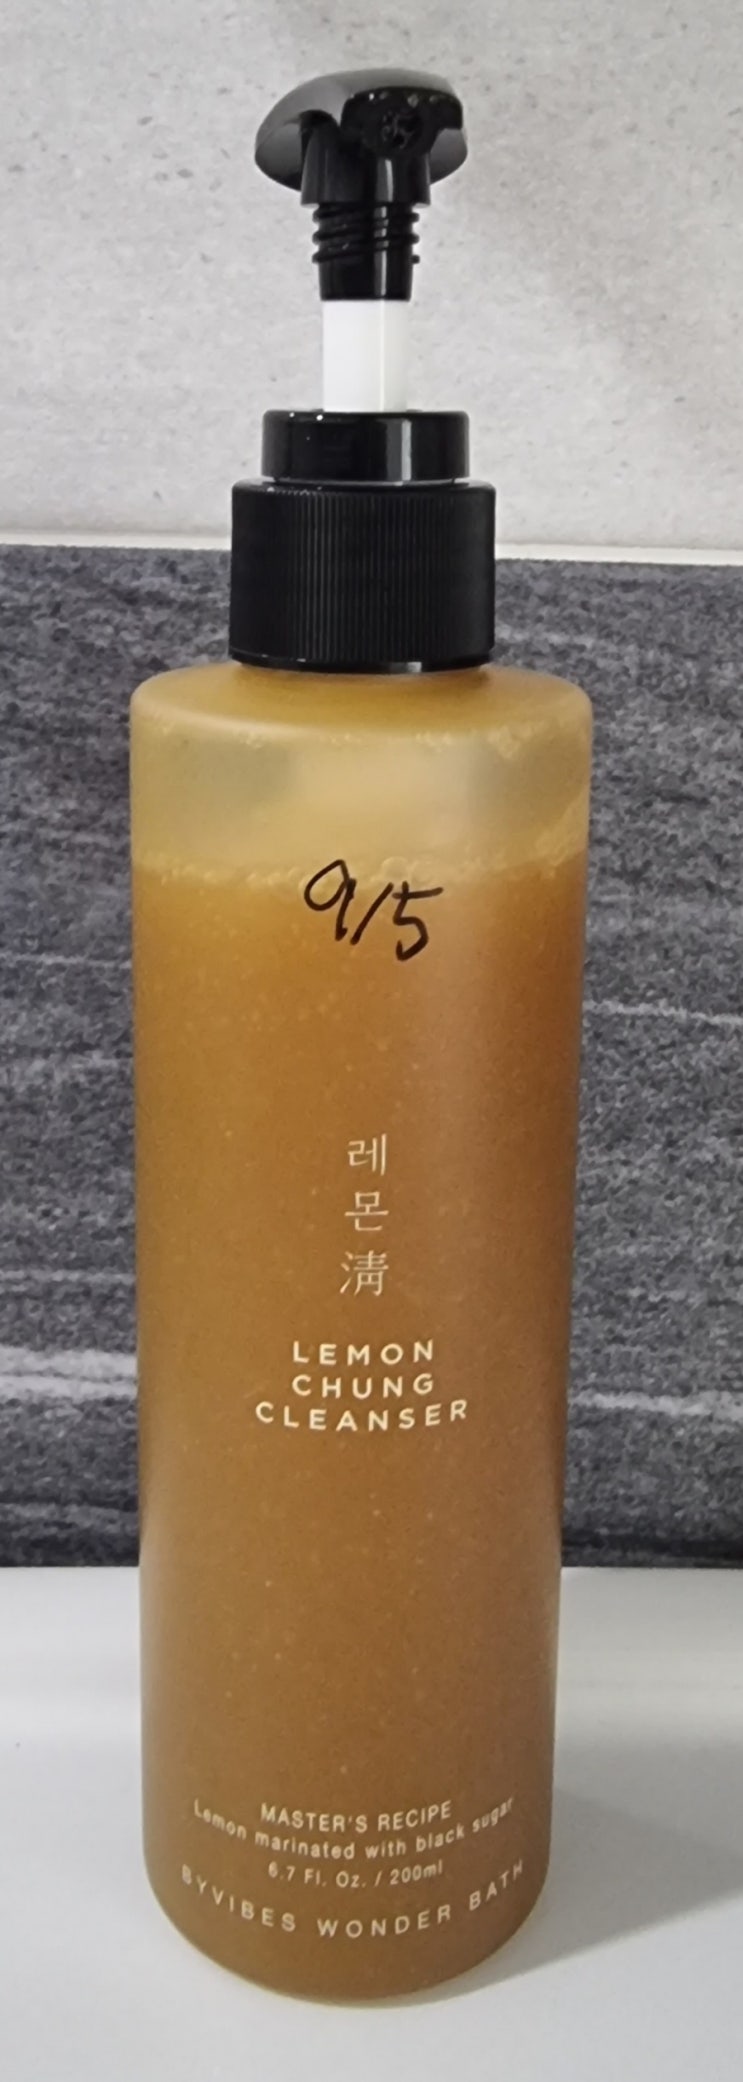 9/5
레
몬
淸
LEMON
CHUNG
CLEANSER
MASTER'S RECIPE
Lemon marinated with black sugar
6.7 Fl. Oz. / 200ml
BYVIBES WONDER BATH